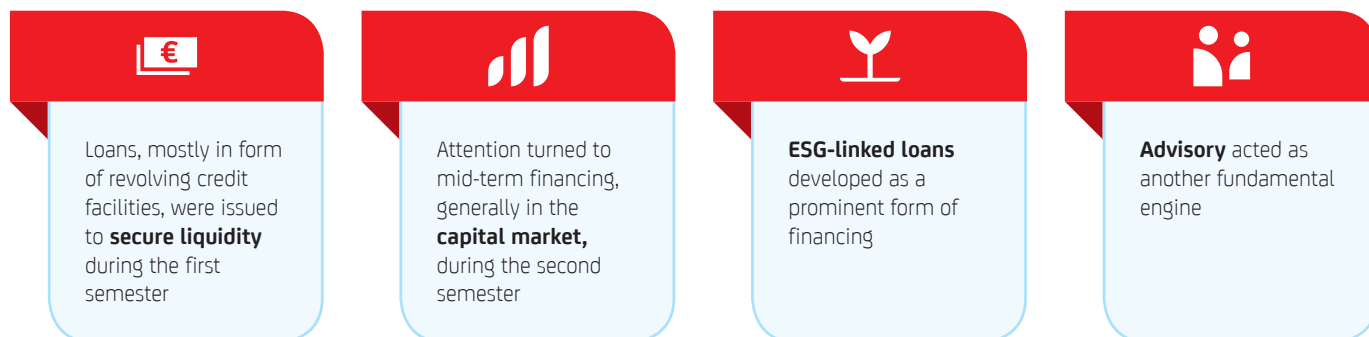 €
Loans, mostly in form
of revolving credit
facilities, were issued
to secure liquidity
during the first
semester
Attention turned to
mid-term financing,
generally in the
capital market,
during the second
semester
ESG-linked loans
developed as a
prominent form of
financing
Advisory acted as
another fundamental
engine